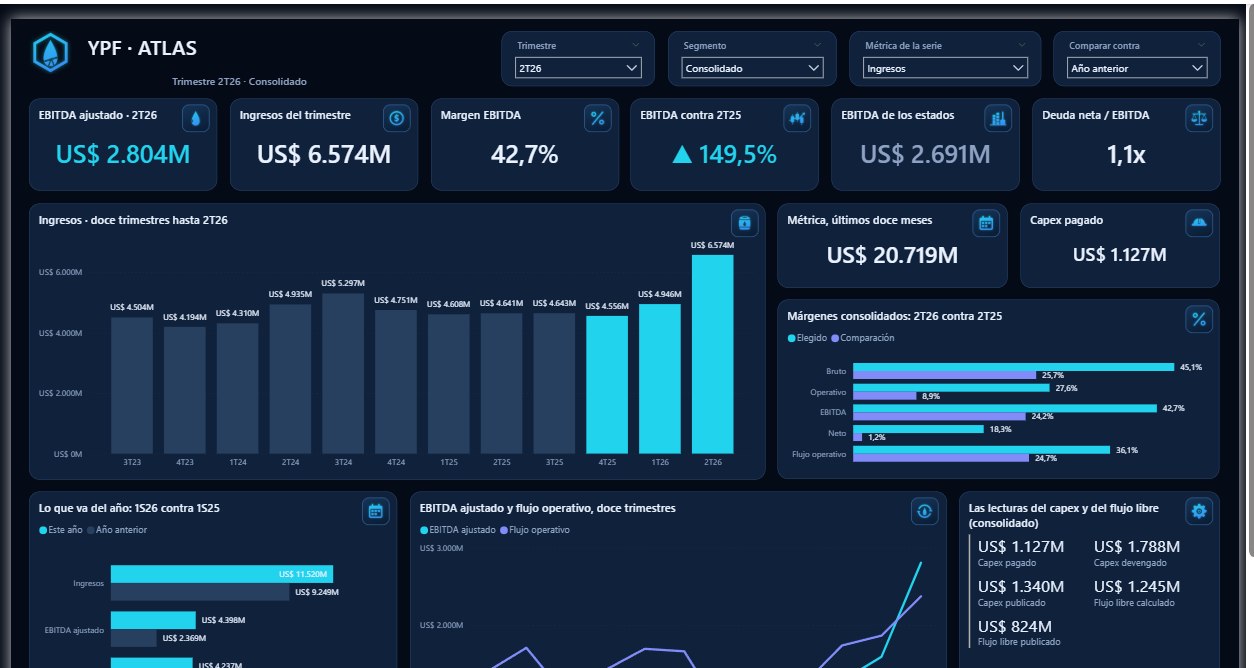 YPF · ATLAS
Trimestre 2T26 · Consolidado
Trimestre
2T26
Segmento
Consolidado
Métrica de la serie
Ingresos
Comparar contra
Año anterior
EBITDA ajustado · 2T26
US$ 2.804M
Ingresos del trimestre
US$ 6.574M
Margen EBITDA
42,7%
EBITDA contra 2T25
▲ 149,5%
EBITDA de los estados
US$ 2.691M
Deuda neta / EBITDA
1,1x
Ingresos · doce trimestres hasta 2T26
US$ 6.000M
US$ 4.000M
US$ 2.000M
US$ 0M
US$ 4.504M
US$ 4.194M
US$ 4.310M
US$ 4.935M
US$ 5.297M
US$ 4.751M
US$ 4.608M
US$ 4.641M
US$ 4.643M
US$ 4.556M
US$ 4.946M
US$ 6.574M
3T23
4T23
1T24
2T24
3T24
4T24
1T25
2T25
3T25
4T25
1T26
2T26
Métrica, últimos doce meses
US$ 20.719M
Capex pagado
US$ 1.127M
Márgenes consolidados: 2T26 contra 2T25
Elegido
Comparación
Bruto
45,1%
25,7%
Operativo
27,6%
8,9%
EBITDA
42,7%
24,2%
Neto
18,3%
1,2%
Flujo operativo
36,1%
24,7%
Lo que va del año: 1S26 contra 1S25
Este año
Año anterior
Ingresos
US$ 11.520M
US$ 9.249M
EBITDA ajustado
US$ 4.398M
US$ 2.369M
US$ 4.237M
EBITDA ajustado y flujo operativo, doce trimestres
EBITDA ajustado
Flujo operativo
US$ 3.000M
US$ 2.000M
Las lecturas del capex y del flujo libre
(consolidado)
US$ 1.127M
Capex pagado
US$ 1.788M
Capex devengado
US$ 1.340M
Capex publicado
US$ 1.245M
Flujo libre calculado
US$ 824M
Flujo libre publicado